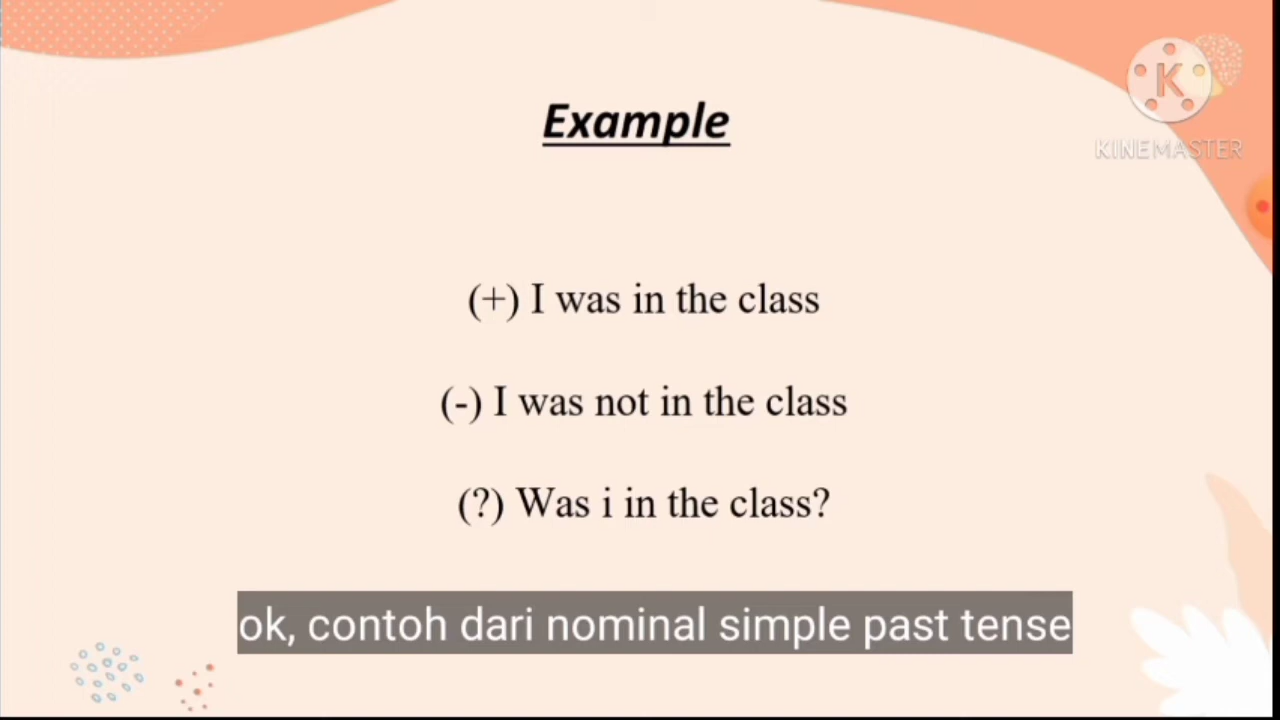 Example
K
KINEMASTER
(+) I was in the class
(-) I was not in the class
(?) Was i in the class?
ok, contoh dari nominal simple past tense